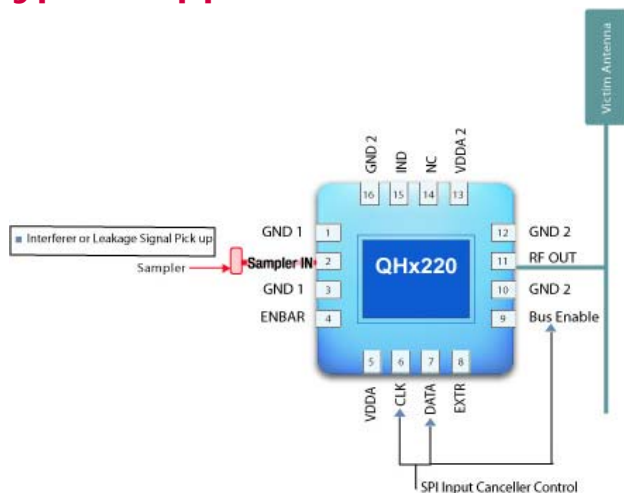 Victim Antenna
GND 2
IND
NC
VDDA 2
16
15
14
13
■ Interferer or Leakage Signal Pick up
Sampler
GND 1
1
Sampler IN
2
GND 1
3
ENBAR
4
QHx220
12
GND 2
11
RF OUT
10
GND 2
9
Bus Enable
5
6
7
8
VDDA
CLK
DATA
EXTR
SPI Input Canceller Control